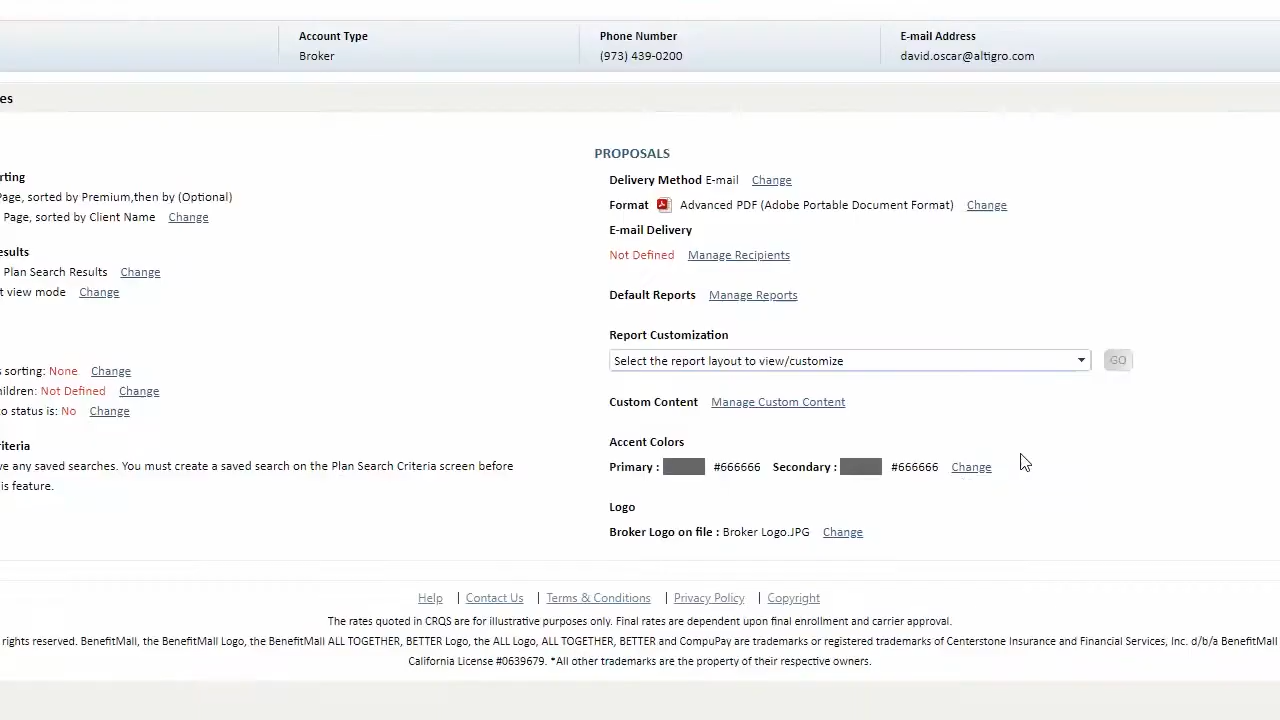 Account Type
Broker
Phone Number
(973) 439-0200
E-mail Address
david.oscar@altigro.com
es
rting
Page, sorted by Premium,then by (Optional)
Page, sorted by Client Name Change
esults
Plan Search Results Change
t view mode Change
s sorting: None Change
hildren: Not Defined Change
o status is: No Change
riteria
ve any saved searches. You must create a saved search on the Plan Search Criteria screen before
is feature.
PROPOSALS
Delivery Method E-mail Change
Format Advanced PDF (Adobe Portable Document Format) Change
E-mail Delivery
Not Defined Manage Recipients
Default Reports Manage Reports
Report Customization
Select the report layout to view/customize GO
Custom Content Manage Custom Content
Accent Colors
Primary : #666666 Secondary : #666666 Change
Logo
Broker Logo on file : Broker Logo.JPG Change
Help | Contact Us | Terms & Conditions | Privacy Policy | Copyright
The rates quoted in CRQS are for illustrative purposes only. Final rates are dependent upon final enrollment and carrier approval.
rights reserved. BenefitMall, the BenefitMall Logo, the BenefitMall ALL TOGETHER, BETTER Logo, the ALL Logo, ALL TOGETHER, BETTER and CompuPay are trademarks or registered trademarks of Centerstone Insurance and Financial Services, Inc. d/b/a BenefitMall
California License #0639679. *All other trademarks are the property of their respective owners.